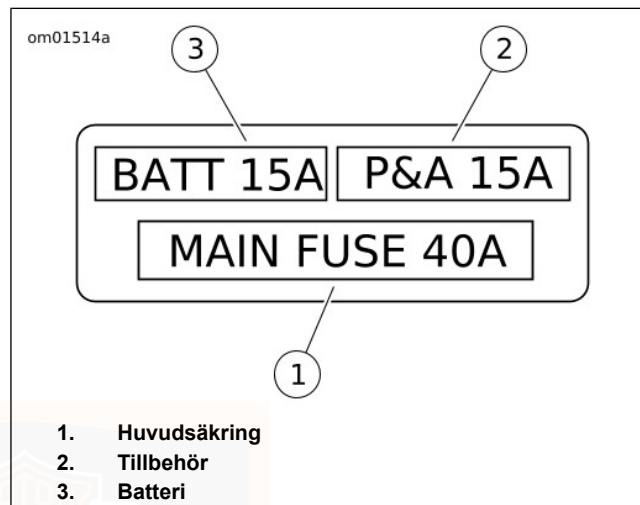 om01514a
3 2
BATT 15A P&A 15A
MAIN FUSE 40A
1
1. Huvudsäkring
2. Tillbehör
3. Batteri